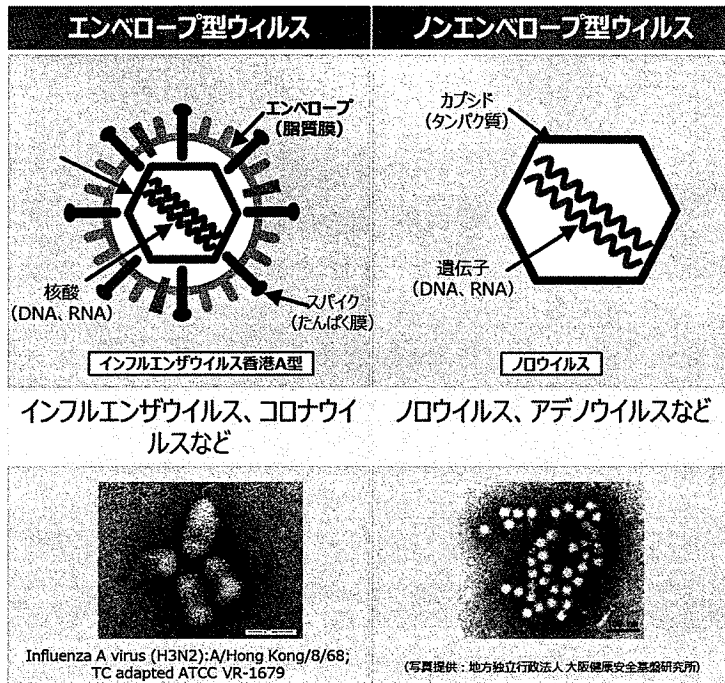 エンベロープ型ウィルス
ノンエンベロープ型ウィルス
エンベロープ
(脂質膜)
核酸
(DNA、RNA)
スパイク
(たんぱく膜)
インフルエンザウイルス香港A型
カプシド
(タンパク質)
遺伝子
(DNA、RNA)
ノロウイルス
インフルエンザウイルス、コロナウイ
ルスなど
ノロウイルス、アデノウイルスなど
Influenza A virus (H3N2):A/Hong Kong/8/68;
TC adapted ATCC VR-1679
(写真提供:地方独立行政法人 大阪健康安全基盤研究所)